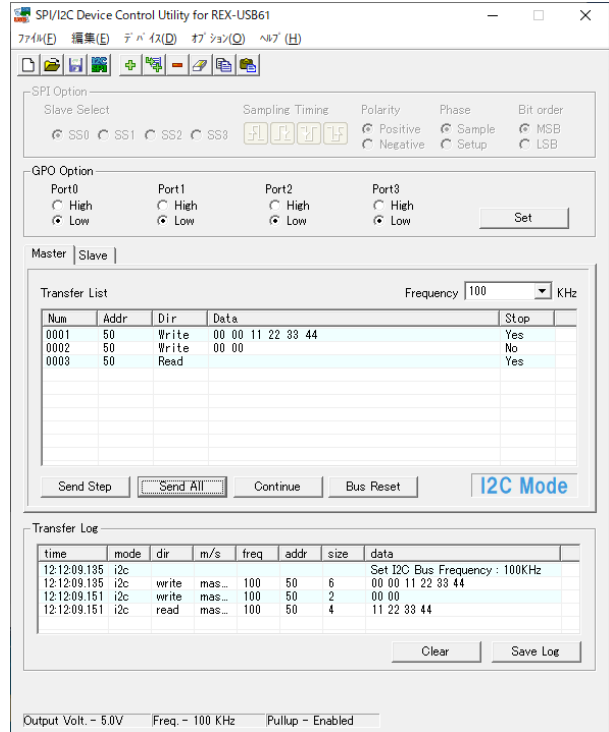 SPI/I2C Device Control Utility for REX-USB61
ファイル(F) 編集(E) デバイス(D) オプション(O) ヘルプ(H)
SPI Option
Slave Select Sampling Timing Polarity Phase Bit order
SS0 SS1 SS2 SS3 Positive Sample MSB
Negative Setup LSB
GPO Option
Port0 Port1 Port2 Port3
High High High High
Low Low Low Low Set
Master Slave
Transfer List Frequency 100 KHz
Num Addr Dir Data Stop
0001 50 Write 00 00 11 22 33 44 Yes
0002 50 Write 00 00 No
0003 50 Read Yes
Send Step Send All Continue Bus Reset I2C Mode
Transfer Log
time mode dir m/s freq addr size data
12:12:09.135 i2c Set I2C Bus Frequency : 100KHz
12:12:09.135 i2c write mas... 100 50 6 00 00 11 22 33 44
12:12:09.151 i2c write mas... 100 50 2 00 00
12:12:09.151 i2c read mas... 100 50 4 11 22 33 44
Clear Save Log
Output Volt. - 5.0V Freq. - 100 KHz Pullup - Enabled